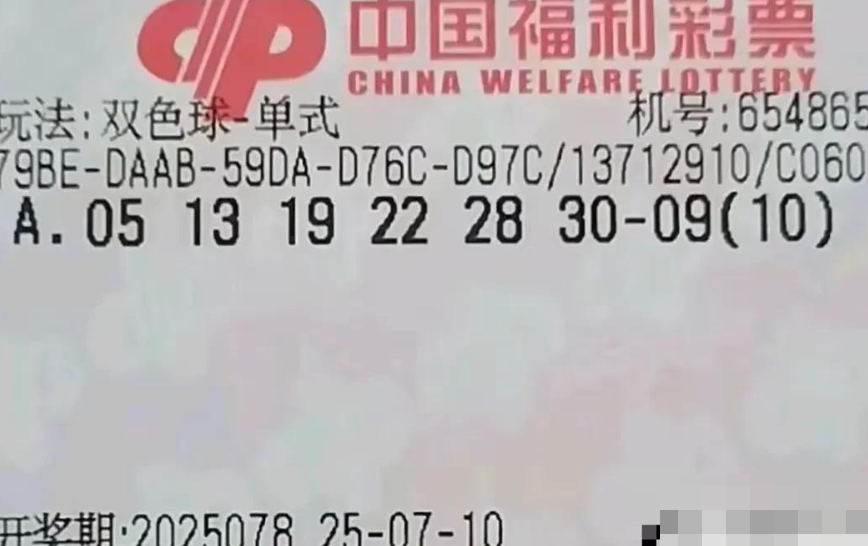 中国福利彩票
CHINA WELFARE LOTTERY
玩法:双色球-单式 机号:654865
79BE-DAAB-59DA-D76C-D97C/13712910/C060
A. 05 13 19 22 28 30-09(10)
开奖期:2025078 25-07-10